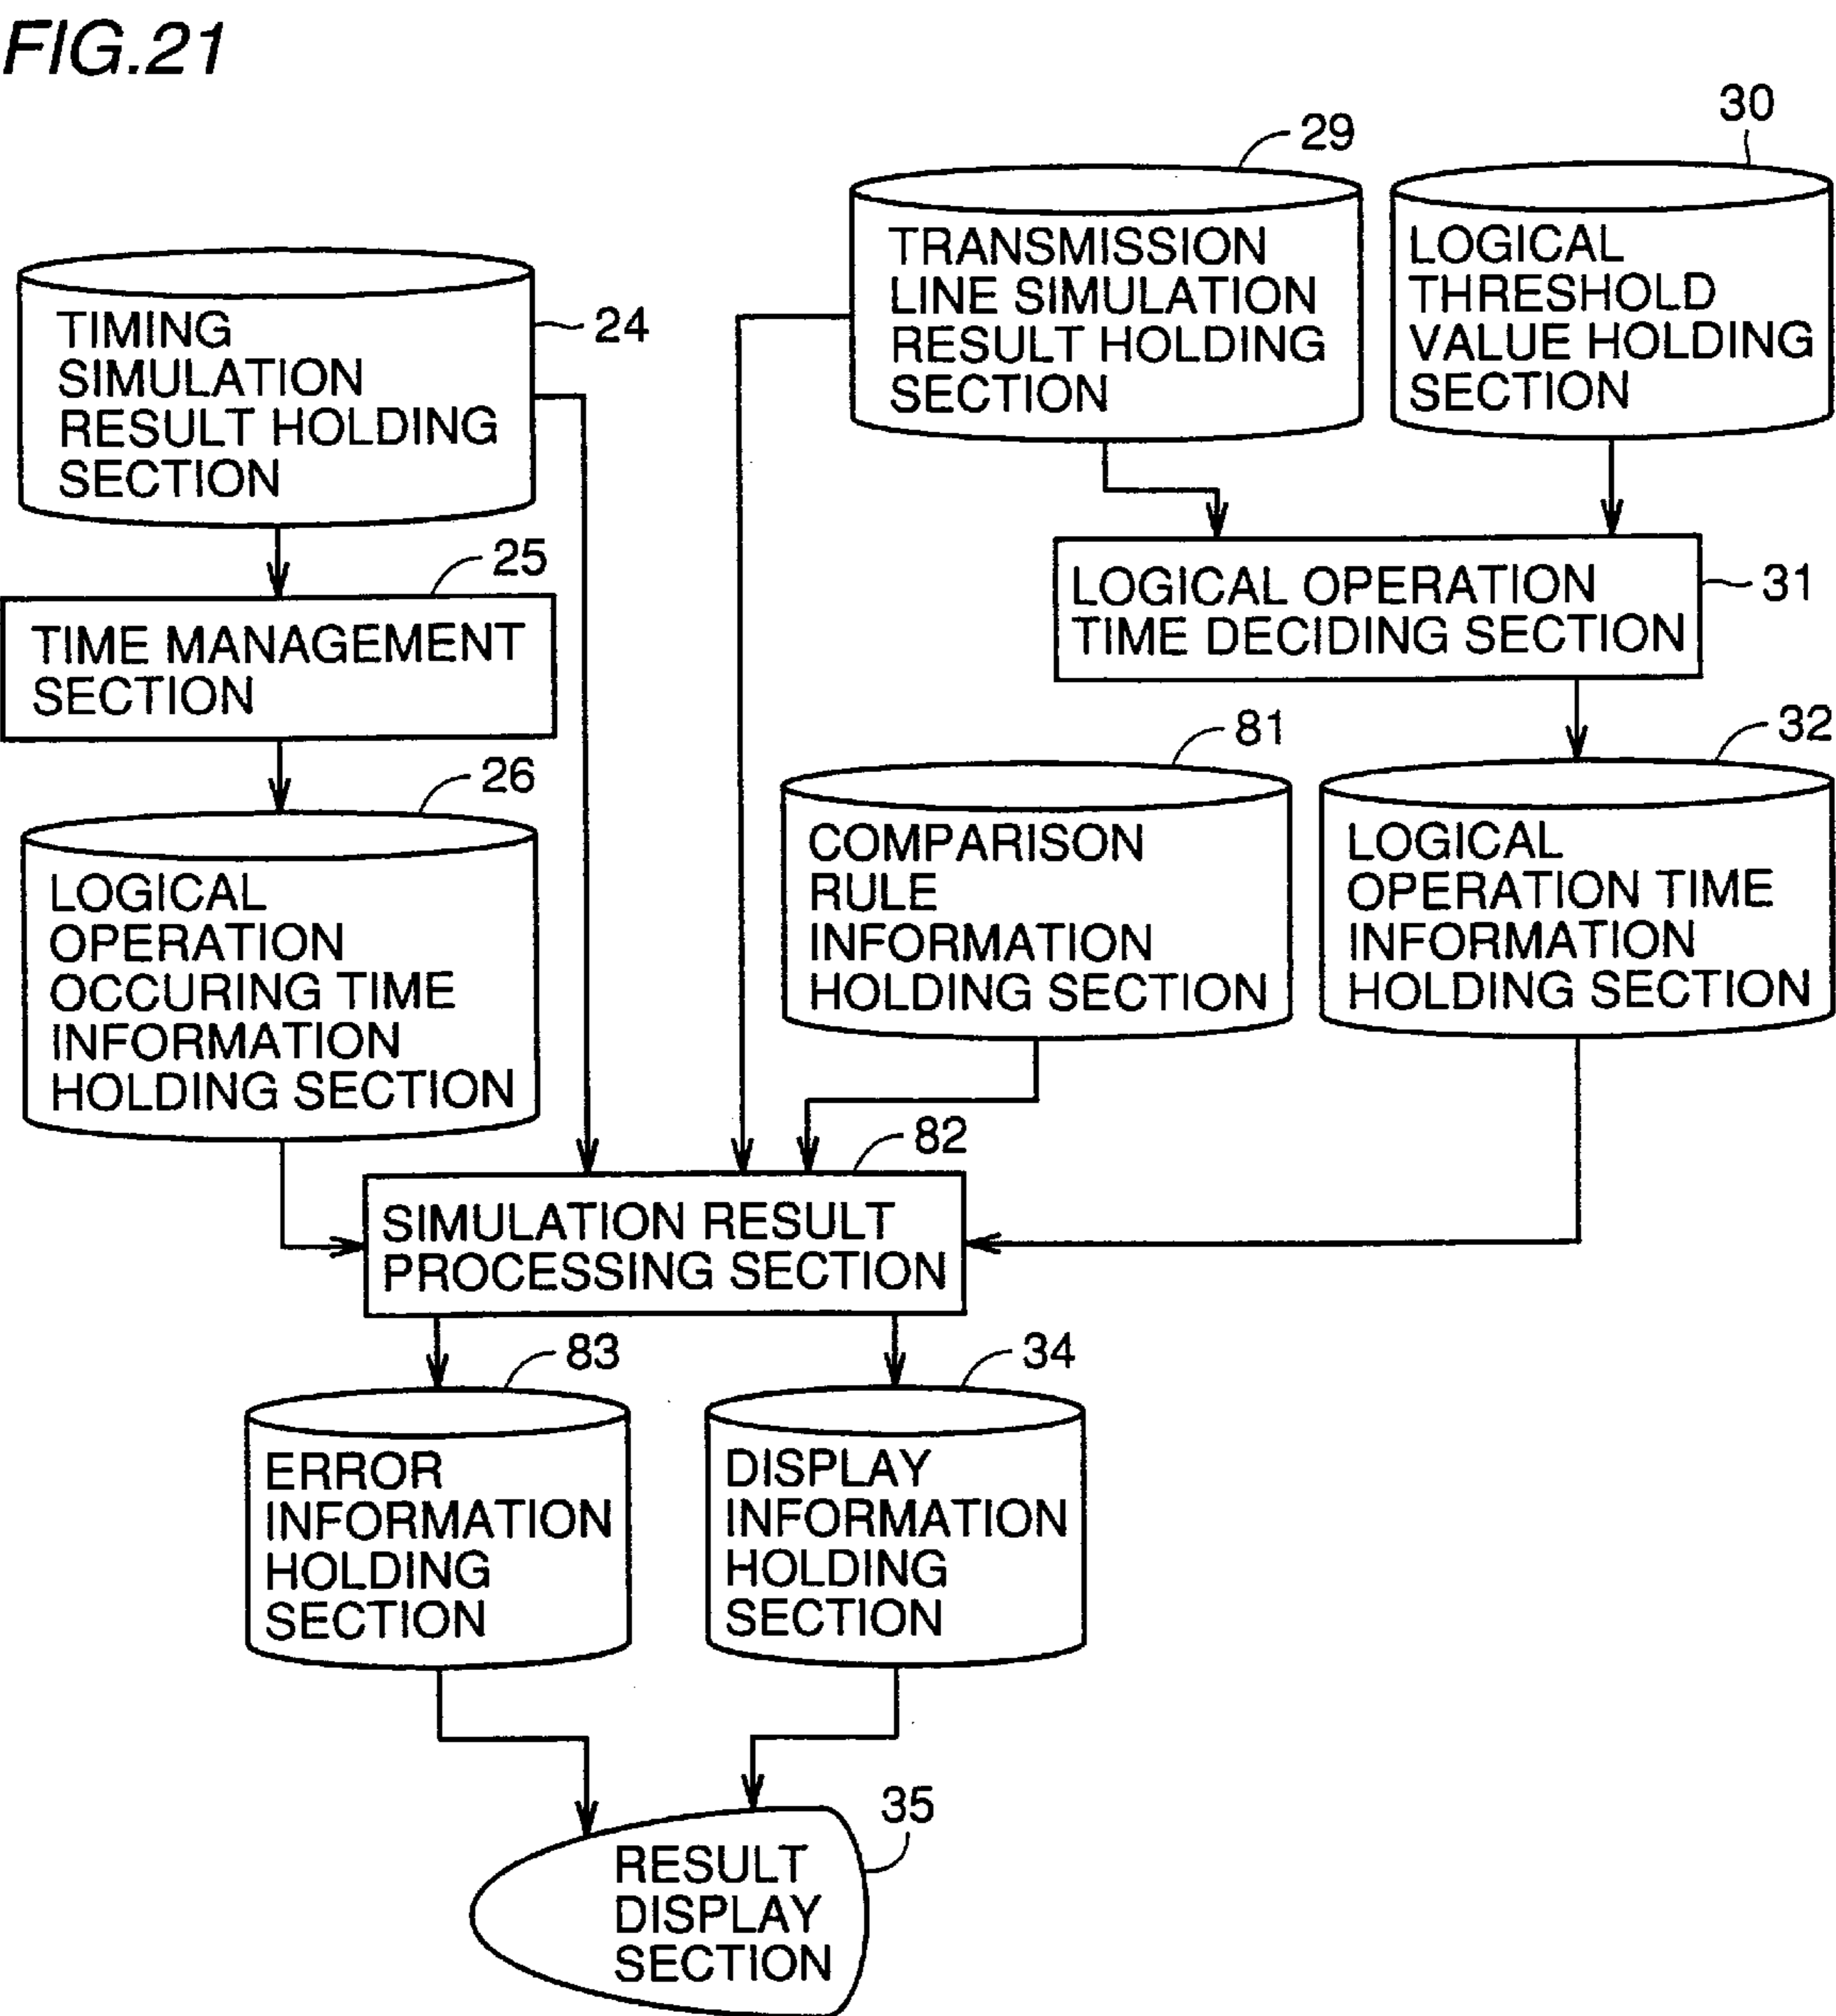 FIG.21
29
30
TRANSMISSION
LINE SIMULATION
RESULT HOLDING
SECTION
LOGICAL
THRESHOLD
VALUE HOLDING
SECTION
TIMING
SIMULATION
RESULT HOLDING
SECTION
24
25
TIME MANAGEMENT
SECTION
LOGICAL OPERATION
TIME DECIDING SECTION
31
26
LOGICAL
OPERATION
OCCURING TIME
INFORMATION
HOLDING SECTION
81
COMPARISON
RULE
INFORMATION
HOLDING SECTION
32
LOGICAL
OPERATION TIME
INFORMATION
HOLDING SECTION
82
SIMULATION RESULT
PROCESSING SECTION
83
ERROR
INFORMATION
HOLDING
SECTION
34
DISPLAY
INFORMATION
HOLDING
SECTION
35
RESULT
DISPLAY
SECTION